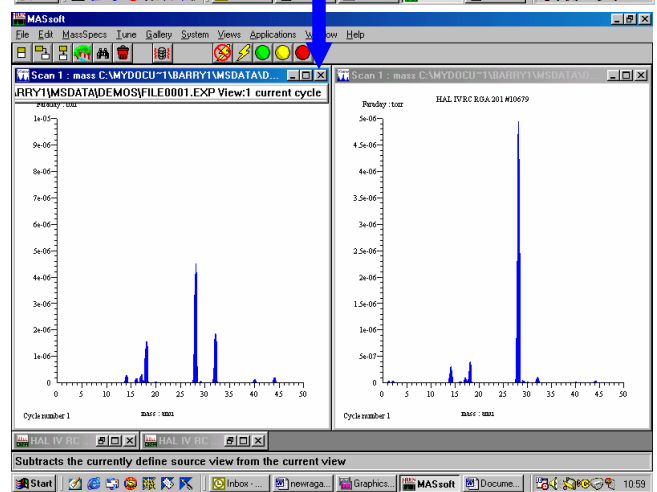 MASsoft
File Edit MassSpecs Tune Gallery System Views Applications Window Help
Scan 1 : mass C:\MYDOCU~1\BARRY1\MSDATA\D...
Scan 1 : mass C:\MYDOCU~1\BARRY1\MSDATA\D...
.RRY1\MSDATA\DEMOS\FILE0001.EXP View:1 current cycle
Faraday : torr
1e-05
9e-06
8e-06
7e-06
6e-06
5e-06
4e-06
3e-06
2e-06
1e-06
0
0 5 10 15 20 25 30 35 40 45 50
Cycle number 1
mass : amu
Faraday : torr
HAL IV RC RGA 201 #10679
5e-06
4.5e-06
4e-06
3.5e-06
3e-06
2.5e-06
2e-06
1.5e-06
1e-06
5e-07
0
0 5 10 15 20 25 30 35 40 45 50
Cycle number 1
mass : amu
HAL IV RC
HAL IV RC
Subtracts the currently define source view from the current view
Start
Inbox - ...
newraga...
Graphics...
MASsoft
Docume...
10:59